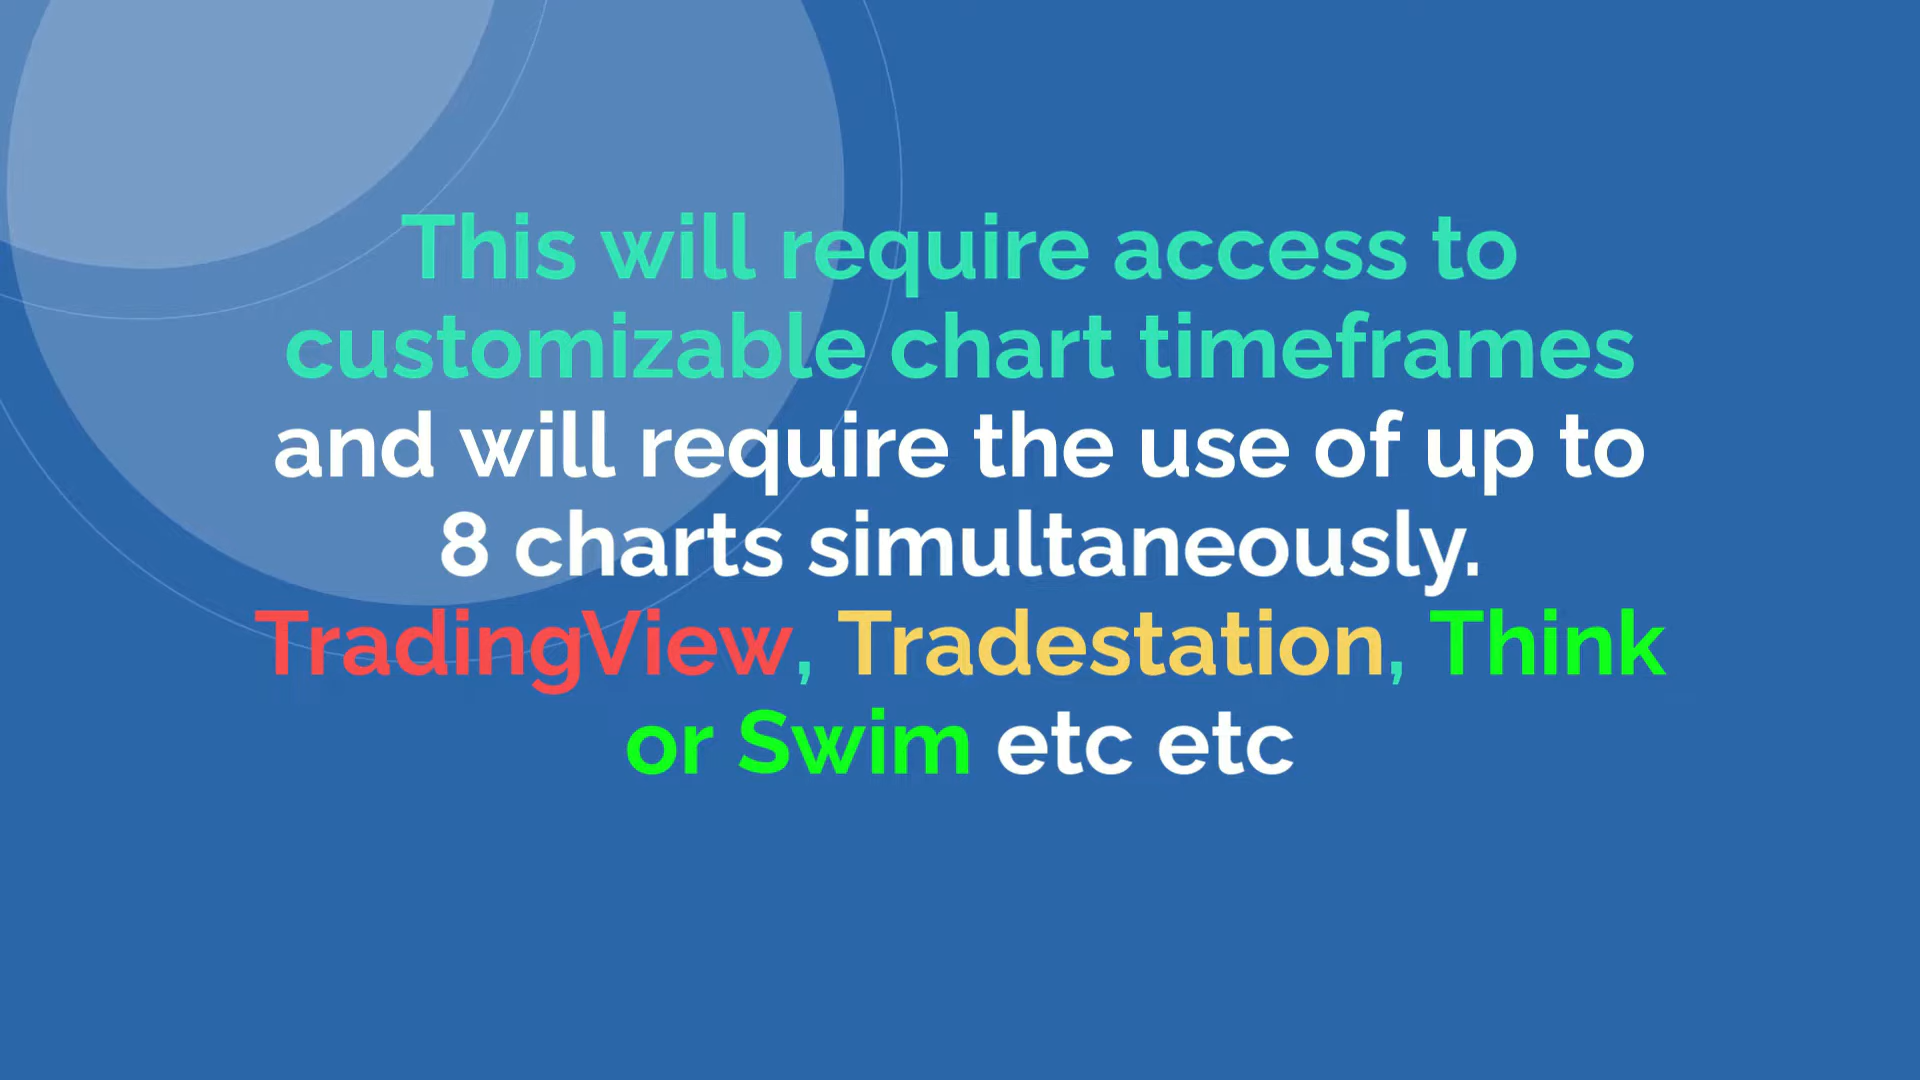 This will require access to
customizable chart timeframes
and will require the use of up to
8 charts simultaneously.
TradingView, Tradestation, Think
or Swim etc etc